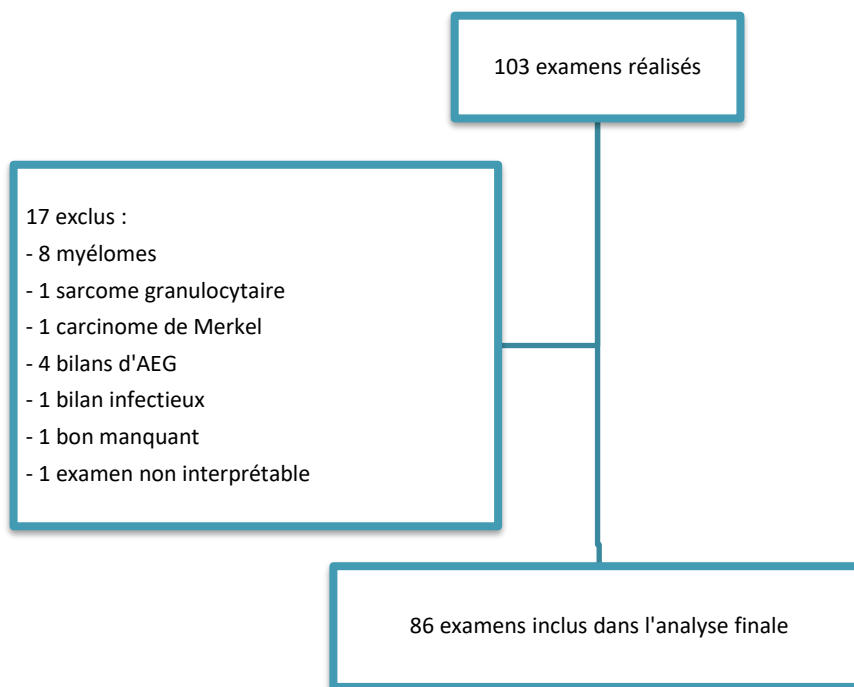 103 examens réalisés
17 exclus :
- 8 myélomes
- 1 sarcome granulocytaire
- 1 carcinome de Merkel
- 4 bilans d'AEG
- 1 bilan infectieux
- 1 bon manquant
- 1 examen non interprétable
86 examens inclus dans l'analyse finale